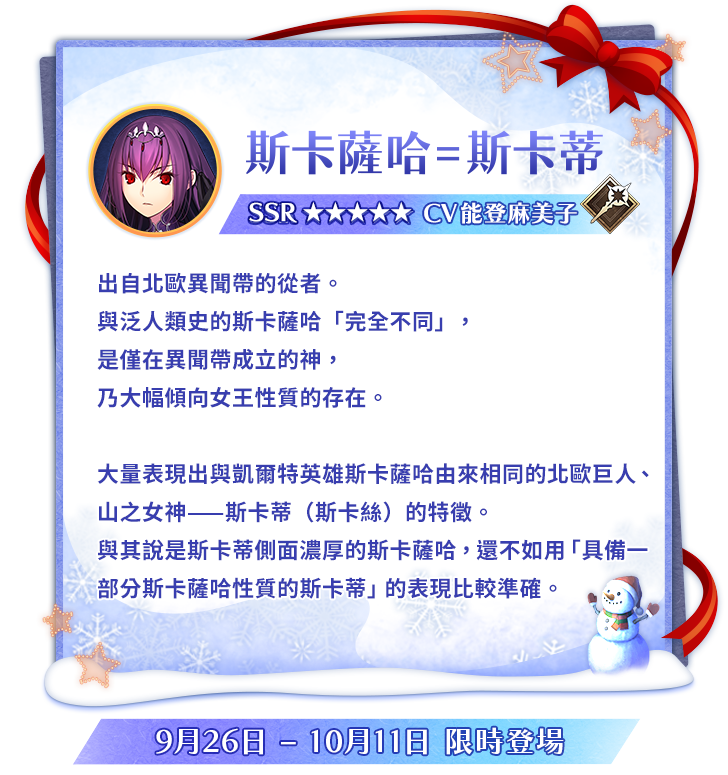 斯卡薩哈=斯卡蒂
SSR ★★★★★ CV能登麻美子
出自北歐異聞帶的從者。
與泛人類史的斯卡薩哈「完全不同」，
是僅在異聞帶成立的神，
乃大幅傾向女王性質的存在。
大量表現出與凱爾特英雄斯卡薩哈由來相同的北歐巨人、
山之女神——斯卡蒂（斯卡絲）的特徵。
與其說是斯卡蒂側面濃厚的斯卡薩哈，還不如用「具備一
部分斯卡薩哈性質的斯卡蒂」的表現比較準確。
9月26日 – 10月11日 限時登場